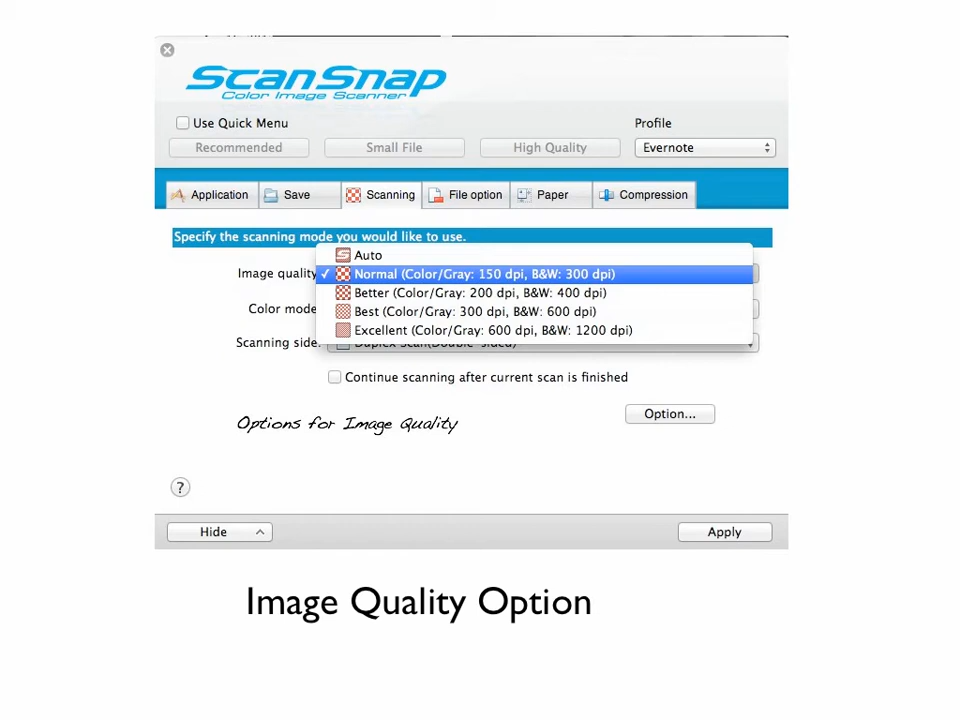 ScanSnap
Color Image Scanner
Use Quick Menu
Profile
Recommended Small File High Quality Evernote
Application Save Scanning File option Paper Compression
Specify the scanning mode you would like to use.
Auto
Image quality Normal (Color/Gray: 150 dpi, B&W: 300 dpi)
Better (Color/Gray: 200 dpi, B&W: 400 dpi)
Color mode Best (Color/Gray: 300 dpi, B&W: 600 dpi)
Excellent (Color/Gray: 600 dpi, B&W: 1200 dpi)
Scanning side: Duplex Scan(Double-sided)
Continue scanning after current scan is finished
Option...
Options for Image Quality
?
Hide Apply
Image Quality Option